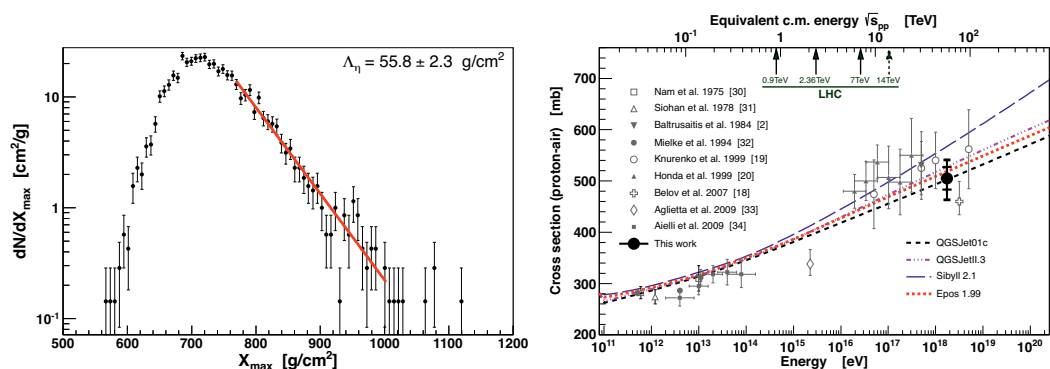 Λη = 55.8 ± 2.3 g/cm²
dN/dXmax [cm²/g]
10
1
10⁻¹
500 600 700 800 900 1000 1100 1200
Xmax [g/cm²]
Equivalent c.m. energy √spp [TeV]
10⁻¹ 1 10 10²
Cross section (proton-air) [mb]
700
600
500
400
300
200
0.9TeV 2.36TeV 7TeV 14TeV
LHC
Nam et al. 1975 [30]
Siohan et al. 1978 [31]
Baltrusaitis et al. 1984 [2]
Mielke et al. 1994 [32]
Knurenko et al. 1999 [19]
Honda et al. 1999 [20]
Belov et al. 2007 [18]
Aglietta et al. 2009 [33]
Aielli et al. 2009 [34]
This work
QGSJet01c
QGSJetII.3
Sibyll 2.1
Epos 1.99
10¹¹ 10¹² 10¹³ 10¹⁴ 10¹⁵ 10¹⁶ 10¹⁷ 10¹⁸ 10¹⁹ 10²⁰
Energy [eV]